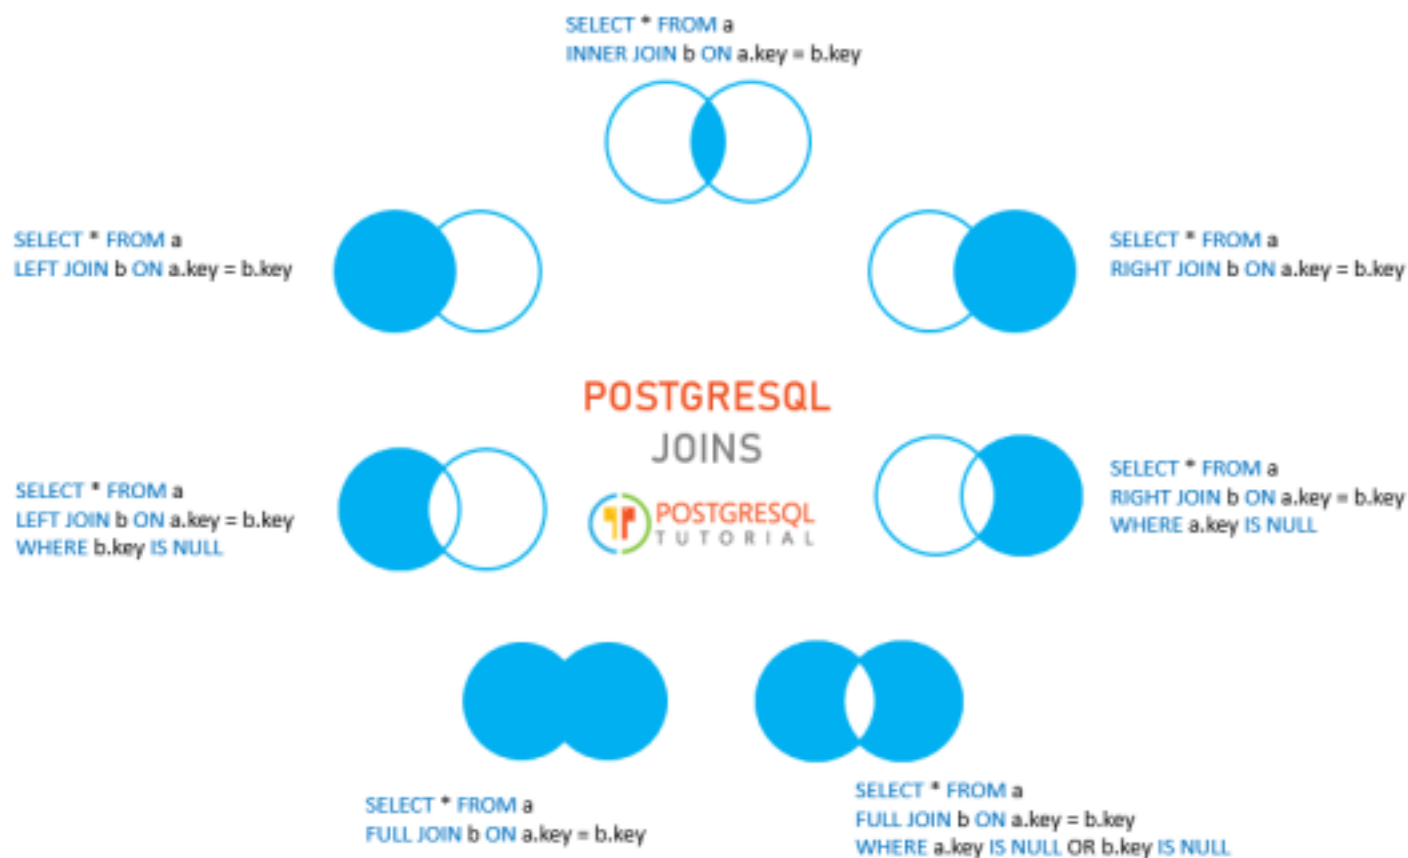 SELECT * FROM a
INNER JOIN b ON a.key = b.key
SELECT * FROM a
LEFT JOIN b ON a.key = b.key
SELECT * FROM a
RIGHT JOIN b ON a.key = b.key
POSTGRESQL
JOINS
POSTGRESQL
TUTORIAL
SELECT * FROM a
LEFT JOIN b ON a.key = b.key
WHERE b.key IS NULL
SELECT * FROM a
RIGHT JOIN b ON a.key = b.key
WHERE a.key IS NULL
SELECT * FROM a
FULL JOIN b ON a.key = b.key
SELECT * FROM a
FULL JOIN b ON a.key = b.key
WHERE a.key IS NULL OR b.key IS NULL